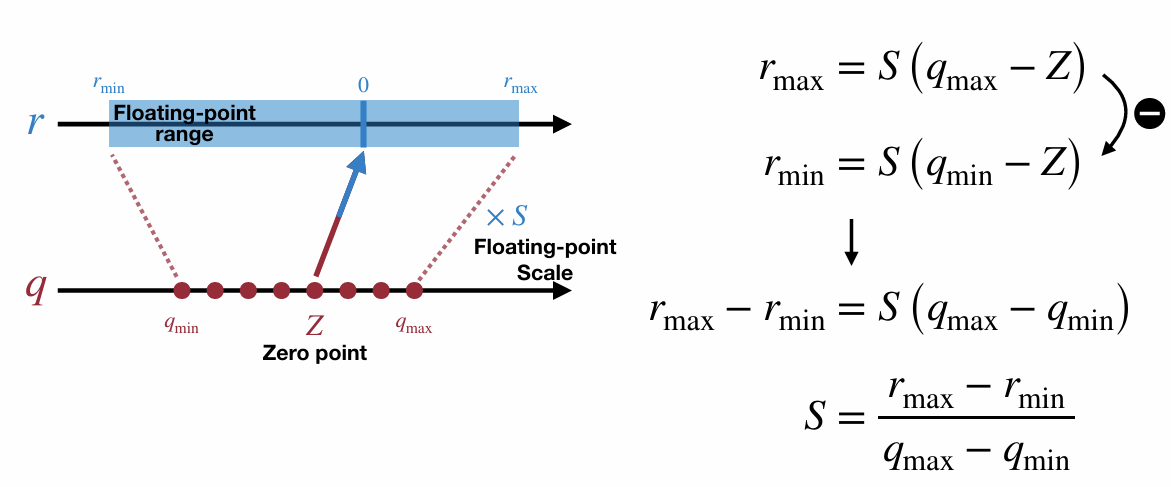 r_min 0 r_max
r Floating-point
range
× S
Floating-point
Scale
q
q_min Z q_max
Zero point
r_max = S (q_max − Z)
−
r_min = S (q_min − Z)
r_max − r_min = S (q_max − q_min)
S = (r_max − r_min) / (q_max − q_min)